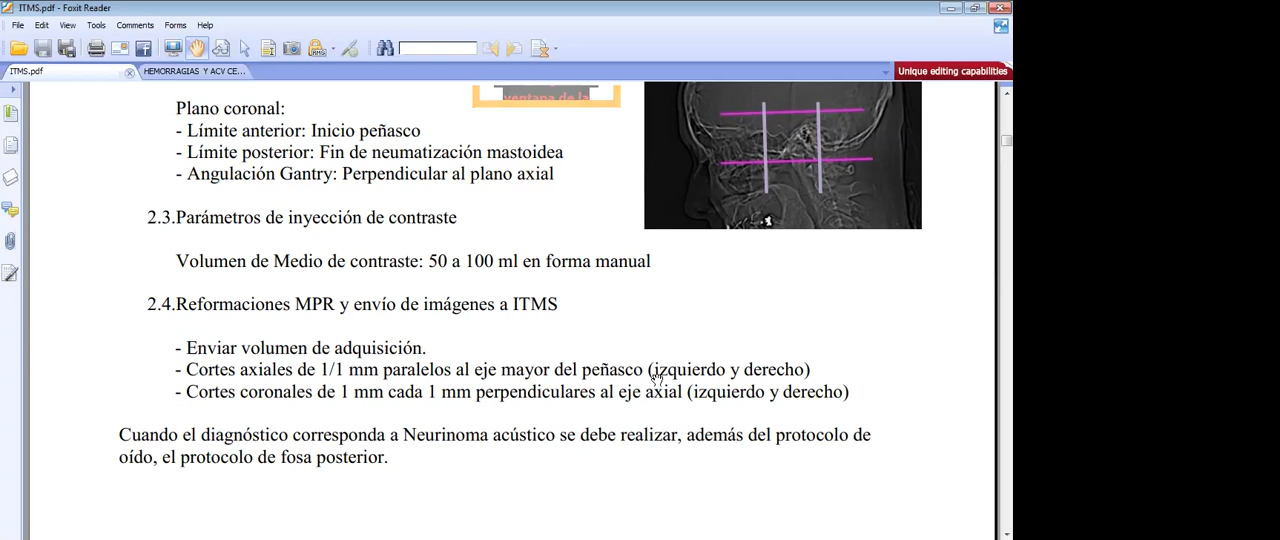 ITMS.pdf - Foxit Reader
File Edit View Tools Comments Forms Help
ITMS.pdf HEMORRAGIAS Y ACV CE... Unique editing capabilities
ventana de la
Plano coronal:
- Límite anterior: Inicio peñasco
- Límite posterior: Fin de neumatización mastoidea
- Angulación Gantry: Perpendicular al plano axial
2.3.Parámetros de inyección de contraste
Volumen de Medio de contraste: 50 a 100 ml en forma manual
2.4.Reformaciones MPR y envío de imágenes a ITMS
- Enviar volumen de adquisición.
- Cortes axiales de 1/1 mm paralelos al eje mayor del peñasco (izquierdo y derecho)
- Cortes coronales de 1 mm cada 1 mm perpendiculares al eje axial (izquierdo y derecho)
Cuando el diagnóstico corresponda a Neurinoma acústico se debe realizar, además del protocolo de
oído, el protocolo de fosa posterior.